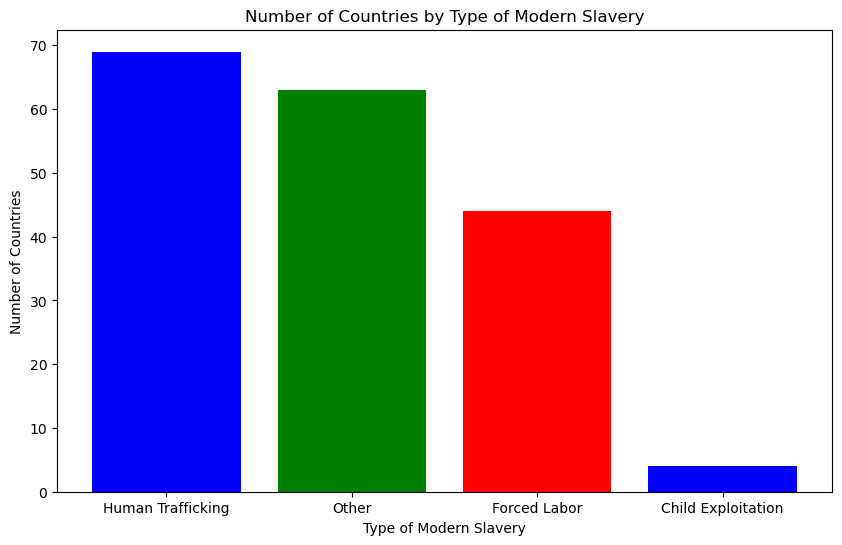 Number of Countries by Type of Modern Slavery
Number of Countries
70
60
50
40
30
20
10
0
Human Trafficking
Other
Forced Labor
Child Exploitation
Type of Modern Slavery